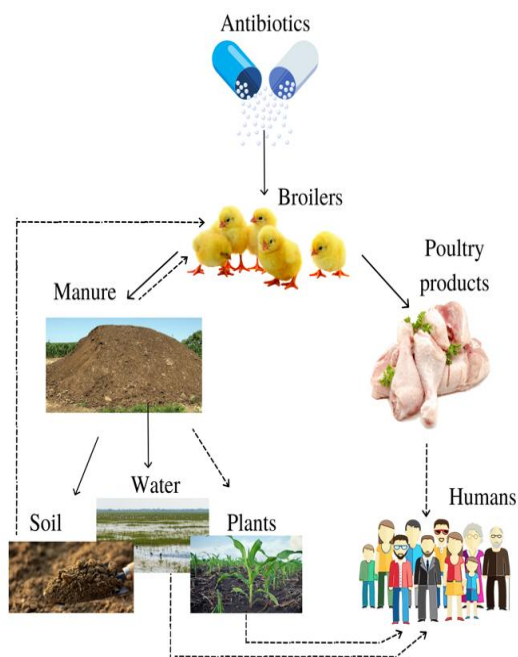 Antibiotics
Broilers
Poultry
products
Manure
Water
Soil
Plants
Humans